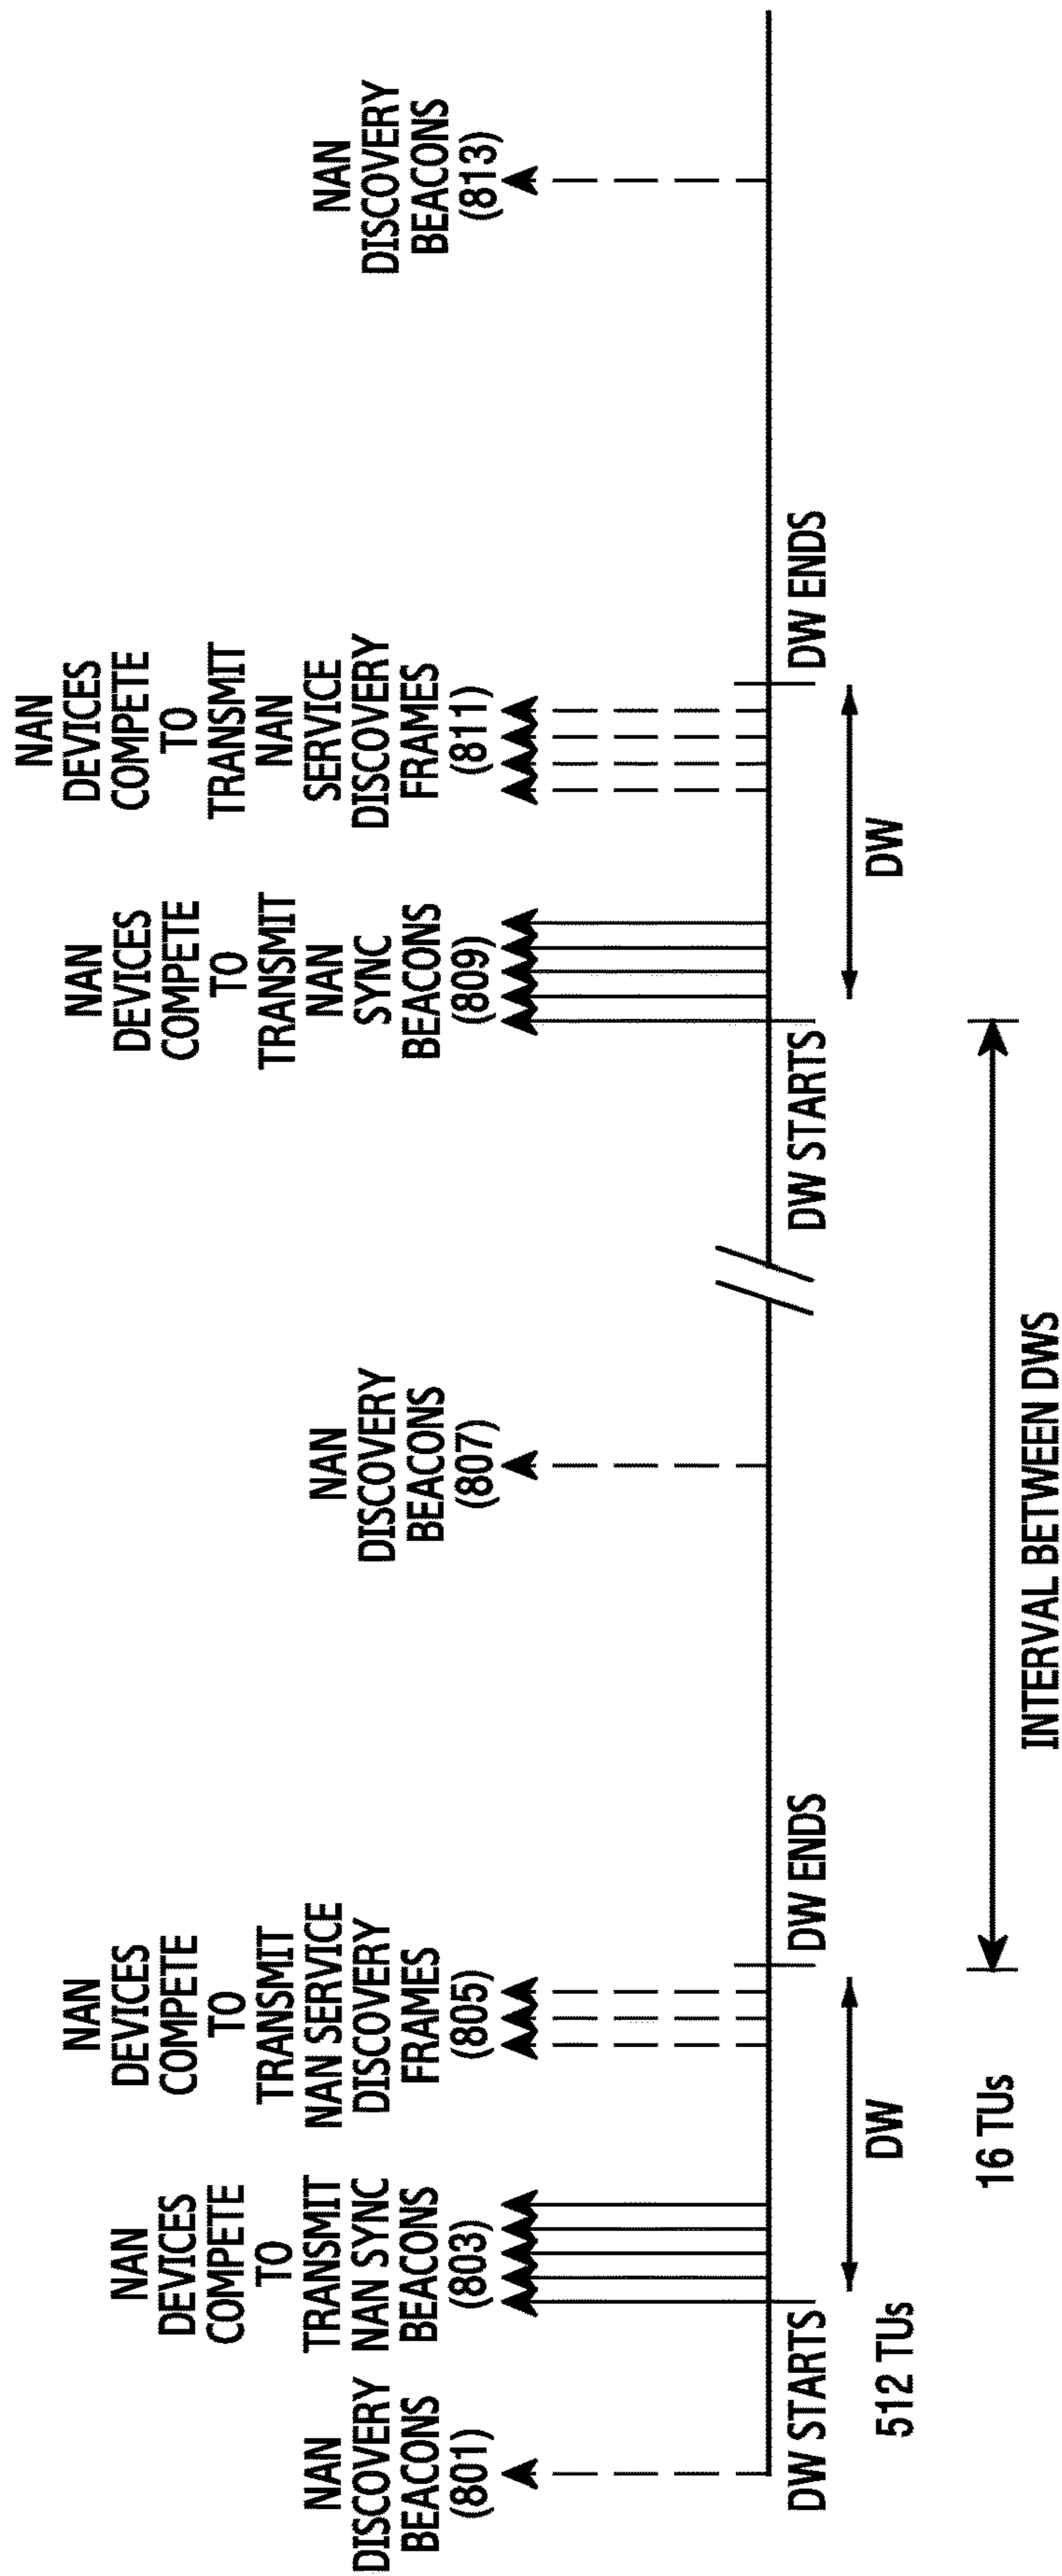 NAN
DISCOVERY
BEACONS
(801)
NAN
DEVICES
COMPETE
TO
TRANSMIT
NAN SYNC
BEACONS
(803)
NAN
DEVICES
COMPETE
TO
TRANSMIT
NAN SERVICE
DISCOVERY
FRAMES
(805)
NAN
DISCOVERY
BEACONS
(807)
NAN
DEVICES
COMPETE
TO
TRANSMIT
NAN
SYNC
BEACONS
(809)
NAN
DEVICES
COMPETE
TO
TRANSMIT
NAN
SERVICE
DISCOVERY
FRAMES
(811)
NAN
DISCOVERY
BEACONS
(813)
DW STARTS
DW ENDS
DW STARTS
DW ENDS
512 TUs
DW
DW
16 TUs
INTERVAL BETWEEN DWS